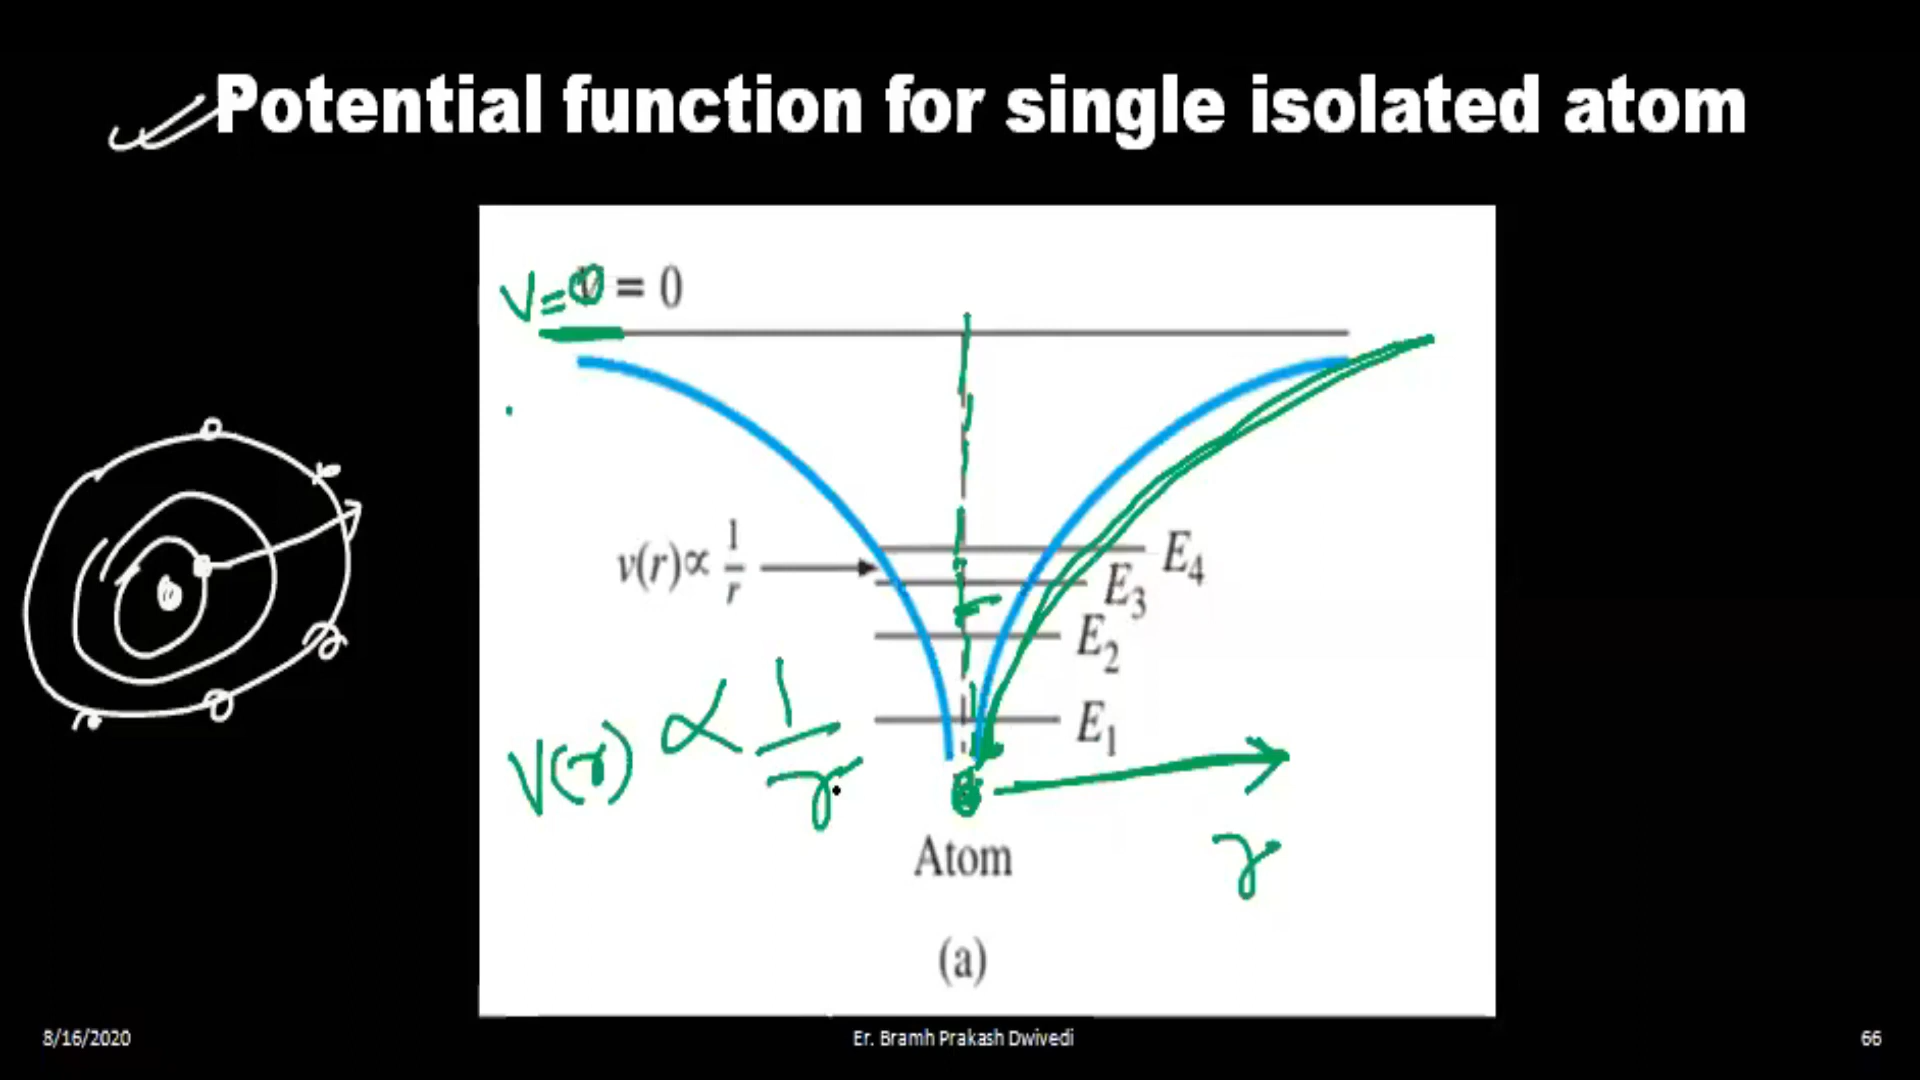 Potential function for single isolated atom
V=0 = 0
v(r)∝ 1/r
E4
E3
E2
E1
V(r) ∝ 1/r
Atom
r
(a)
8/16/2020
Er. Bramh Prakash Dwivedi
66